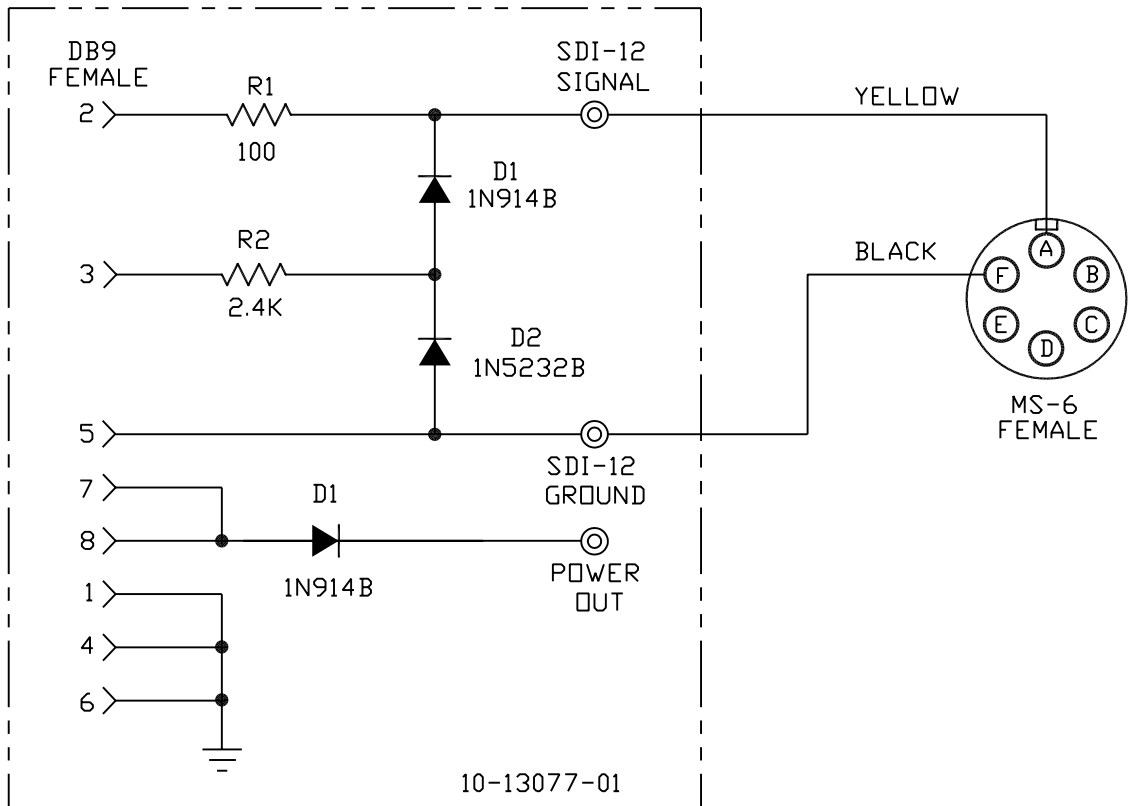 DB9
FEMALE
SDI-12
SIGNAL
2
R1
100
YELLOW
D1
1N914B
3
R2
2.4K
BLACK
A
B
C
D
E
F
MS-6
FEMALE
D2
1N5232B
5
SDI-12
GROUND
7
D1
8
1N914B
POWER
OUT
1
4
6
10-13077-01